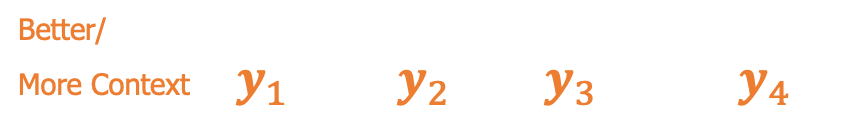 Better/
More Context y₁ y₂ y₃ y₄